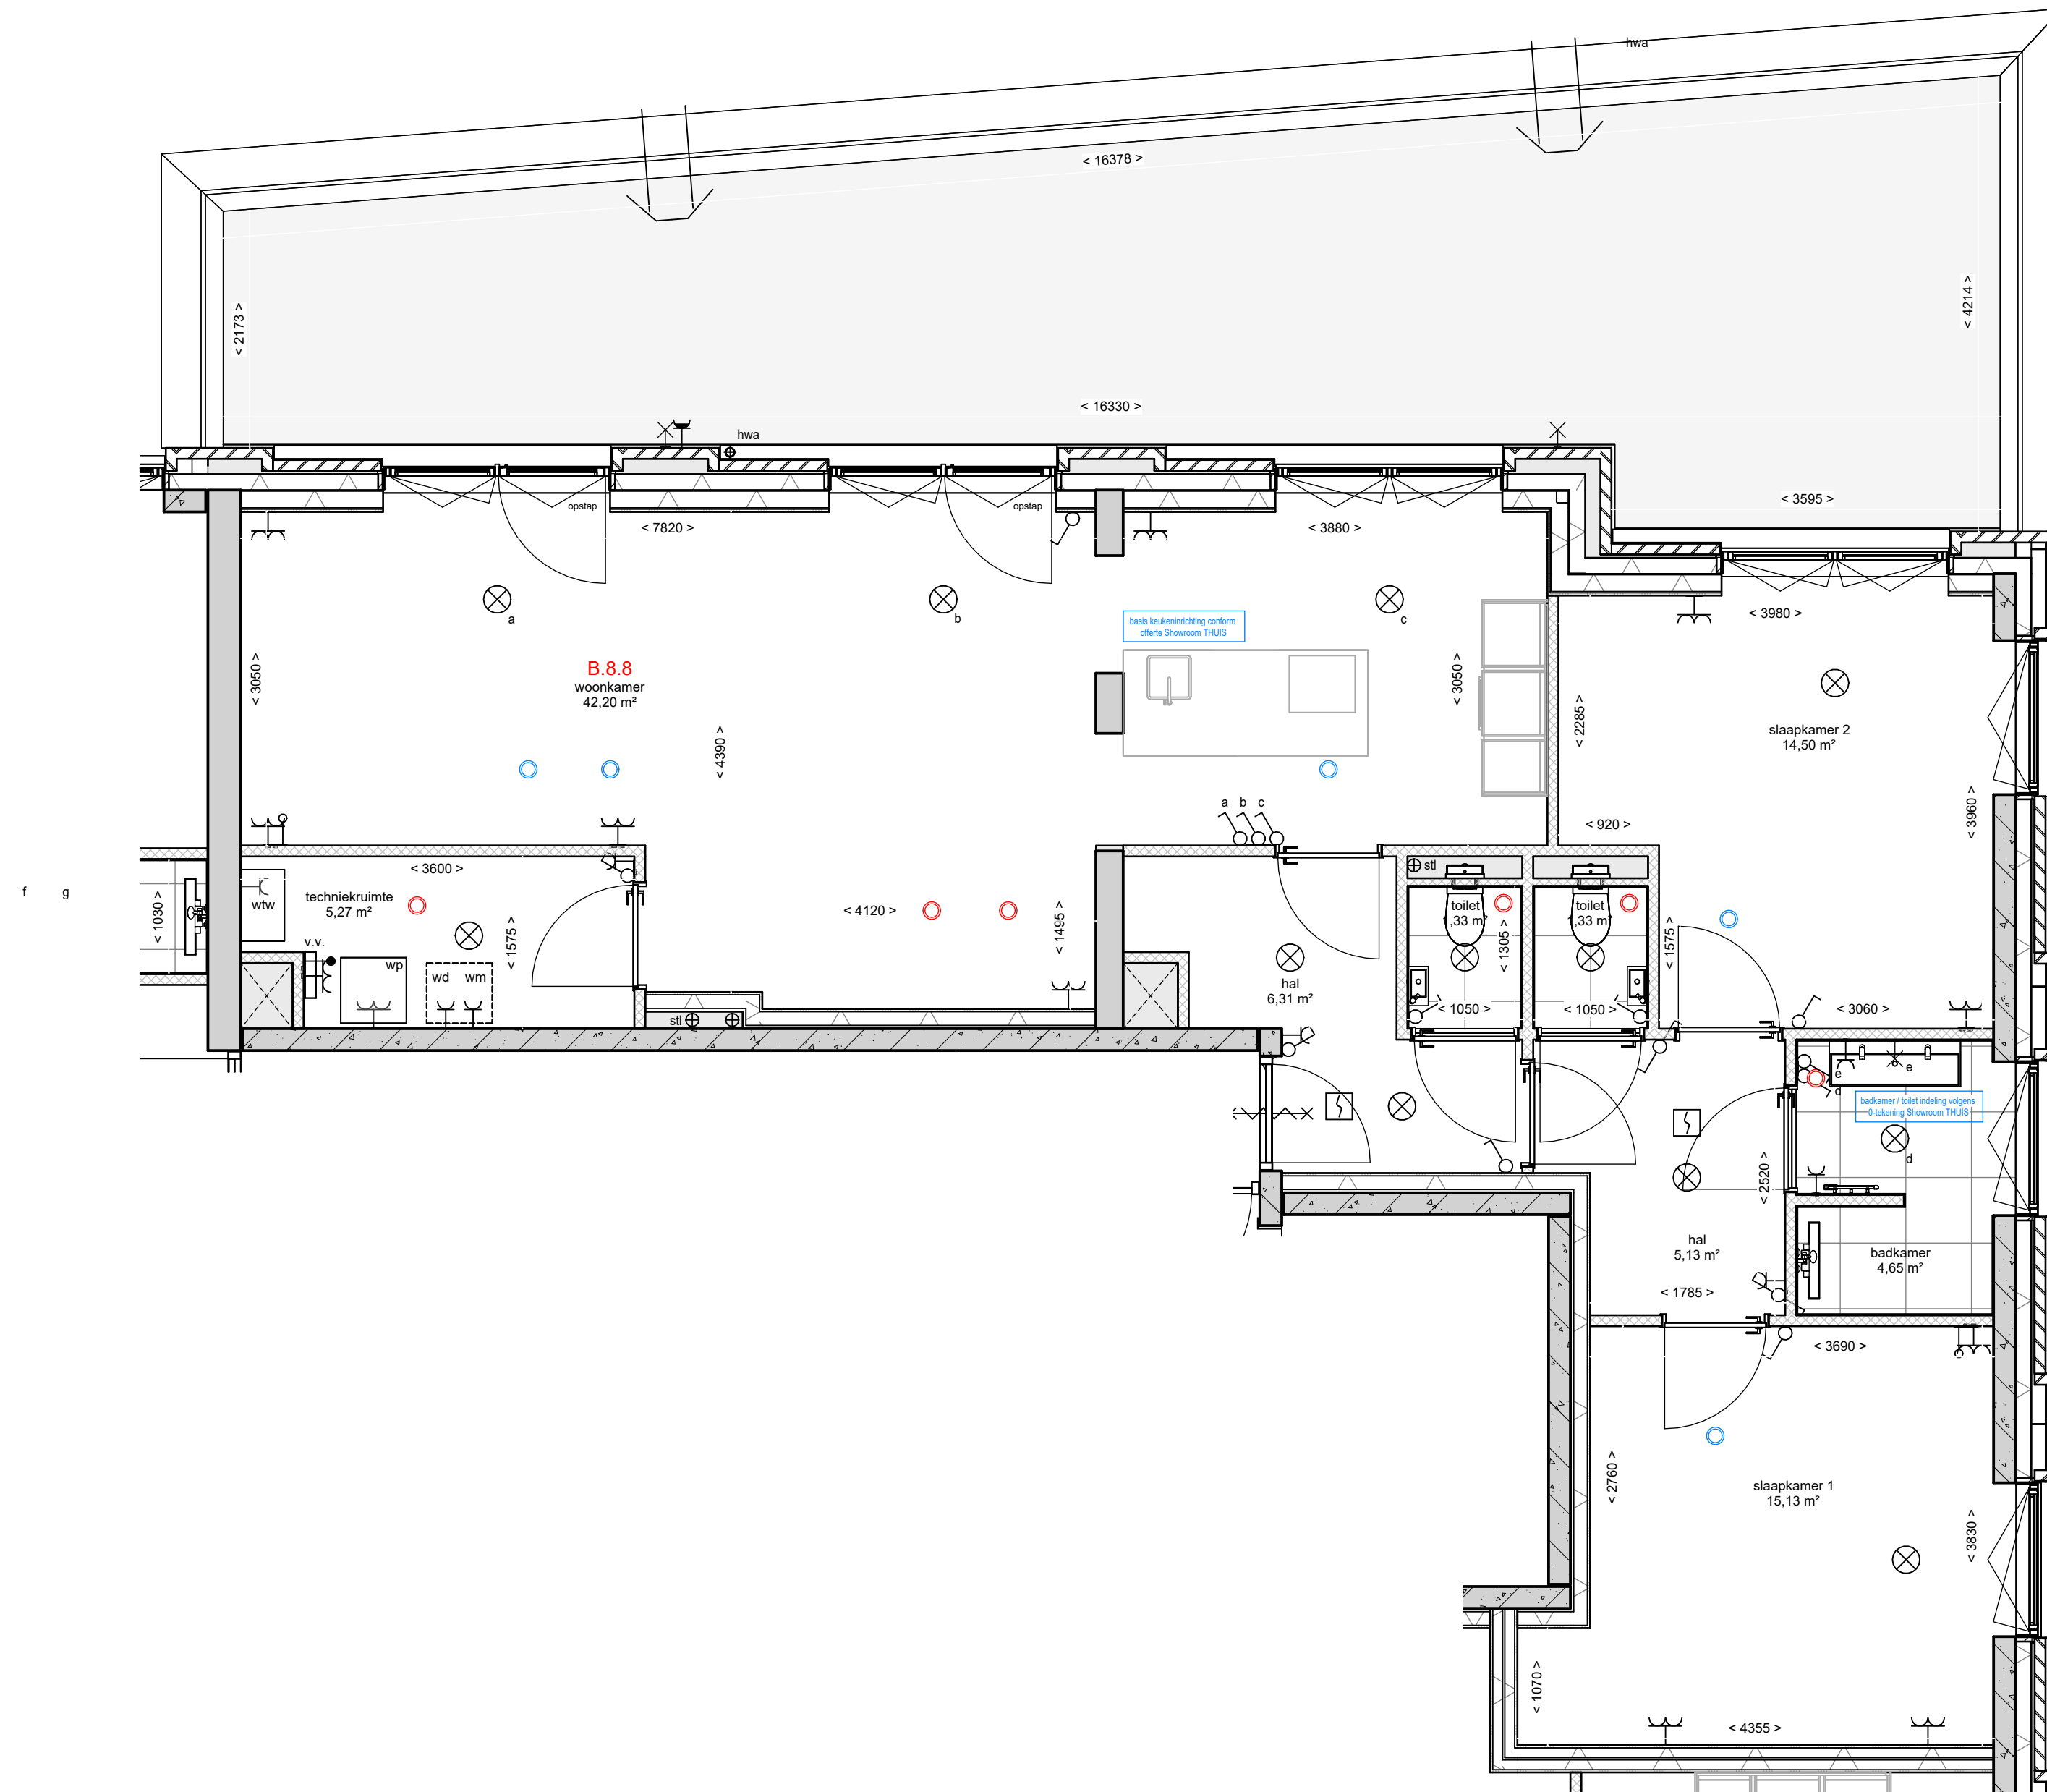 hwa
< 16378 >
< 2173 >
< 4214 >
< 16330 >
hwa
< 3595 >
opstap
< 7820 >
opstap
< 3880 >
< 3980 >
a
b
c
basis keukeninrichting conform
offerte Showroom THUIS
B.8.8
woonkamer
42,20 m²
< 3050 >
< 4390 >
< 3050 >
< 2285 >
slaapkamer 2
14,50 m²
< 3960 >
a b c
< 920 >
< 3600 >
f g
< 1030 >
wtw
techniekruimte
5,27 m²
v.v.
wp
wd wm
< 1575 >
< 4120 >
< 1495 >
stl
stl
toilet
1,33 m²
< 1305 >
toilet
1,33 m²
< 1575 >
hal
6,31 m²
< 1050 >
< 1050 >
< 3060 >
e
e
d
badkamer / toilet indeling volgens
0-tekening Showroom THUIS
d
< 2520 >
hal
5,13 m²
badkamer
4,65 m²
< 1785 >
< 3690 >
< 2760 >
slaapkamer 1
15,13 m²
< 3830 >
< 1070 >
< 4355 >